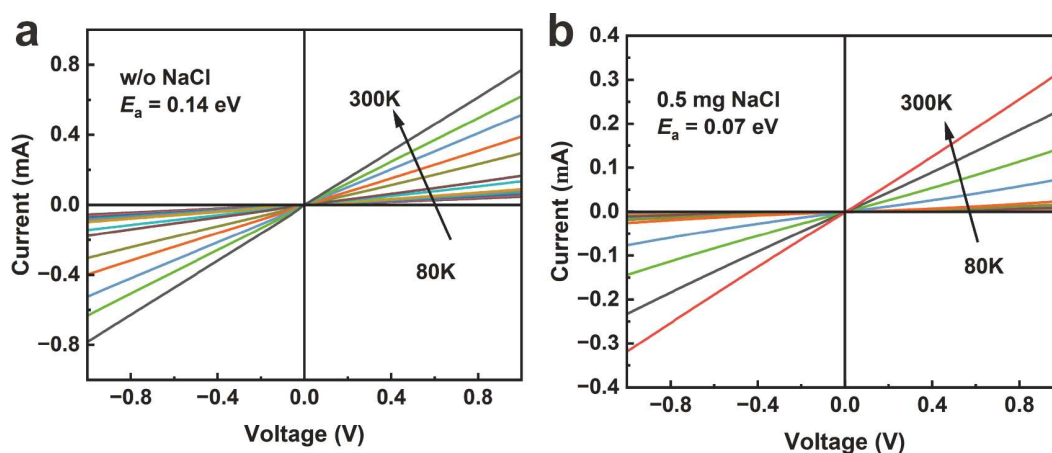 a
w/o NaCl
Eₐ = 0.14 eV
300K
80K
0.8
0.4
0.0
−0.4
−0.8
Current (mA)
−0.8 −0.4 0.0 0.4 0.8
Voltage (V)
b
0.5 mg NaCl
Eₐ = 0.07 eV
300K
80K
0.4
0.3
0.2
0.1
0.0
−0.1
−0.2
−0.3
−0.4
Current (mA)
−0.8 −0.4 0.0 0.4 0.8
Voltage (V)